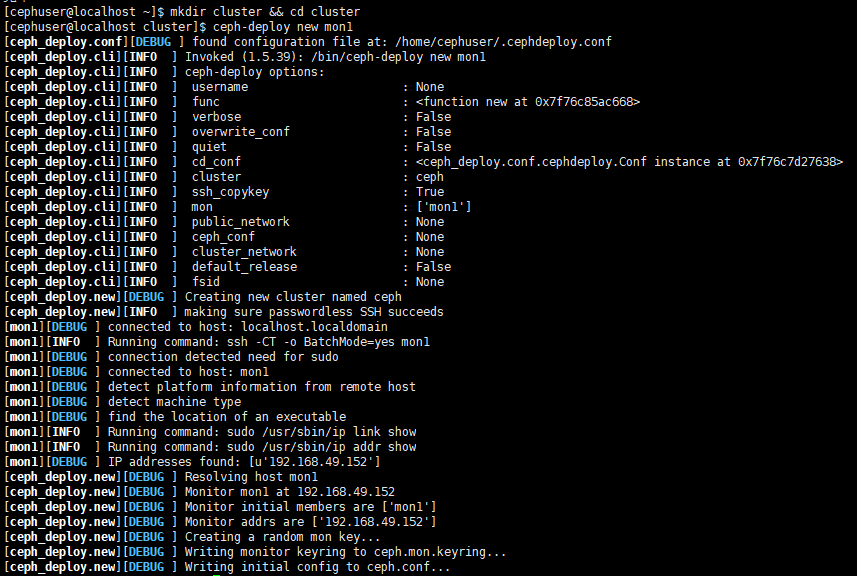 [cephuser@localhost ~]$ mkdir cluster && cd cluster
[cephuser@localhost cluster]$ ceph-deploy new mon1
[ceph_deploy.conf][DEBUG ] found configuration file at: /home/cephuser/.cephdeploy.conf
[ceph_deploy.cli][INFO  ] Invoked (1.5.39): /bin/ceph-deploy new mon1
[ceph_deploy.cli][INFO  ] ceph-deploy options:
[ceph_deploy.cli][INFO  ]  username                      : None
[ceph_deploy.cli][INFO  ]  func                          : <function new at 0x7f76c85ac668>
[ceph_deploy.cli][INFO  ]  verbose                       : False
[ceph_deploy.cli][INFO  ]  overwrite_conf                : False
[ceph_deploy.cli][INFO  ]  quiet                         : False
[ceph_deploy.cli][INFO  ]  cd_conf                       : <ceph_deploy.conf.cephdeploy.Conf instance at 0x7f76c7d27638>
[ceph_deploy.cli][INFO  ]  cluster                       : ceph
[ceph_deploy.cli][INFO  ]  ssh_copykey                   : True
[ceph_deploy.cli][INFO  ]  mon                           : ['mon1']
[ceph_deploy.cli][INFO  ]  public_network                : None
[ceph_deploy.cli][INFO  ]  ceph_conf                     : None
[ceph_deploy.cli][INFO  ]  cluster_network               : None
[ceph_deploy.cli][INFO  ]  default_release               : False
[ceph_deploy.cli][INFO  ]  fsid                          : None
[ceph_deploy.new][DEBUG ] Creating new cluster named ceph
[ceph_deploy.new][INFO  ] making sure passwordless SSH succeeds
[mon1][DEBUG ] connected to host: localhost.localdomain
[mon1][INFO  ] Running command: ssh -CT -o BatchMode=yes mon1
[mon1][DEBUG ] connection detected need for sudo
[mon1][DEBUG ] connected to host: mon1
[mon1][DEBUG ] detect platform information from remote host
[mon1][DEBUG ] detect machine type
[mon1][DEBUG ] find the location of an executable
[mon1][INFO  ] Running command: sudo /usr/sbin/ip link show
[mon1][INFO  ] Running command: sudo /usr/sbin/ip addr show
[mon1][DEBUG ] IP addresses found: [u'192.168.49.152']
[ceph_deploy.new][DEBUG ] Resolving host mon1
[ceph_deploy.new][DEBUG ] Monitor mon1 at 192.168.49.152
[ceph_deploy.new][DEBUG ] Monitor initial members are ['mon1']
[ceph_deploy.new][DEBUG ] Monitor addrs are ['192.168.49.152']
[ceph_deploy.new][DEBUG ] Creating a random mon key...
[ceph_deploy.new][DEBUG ] Writing monitor keyring to ceph.mon.keyring...
[ceph_deploy.new][DEBUG ] Writing initial config to ceph.conf...